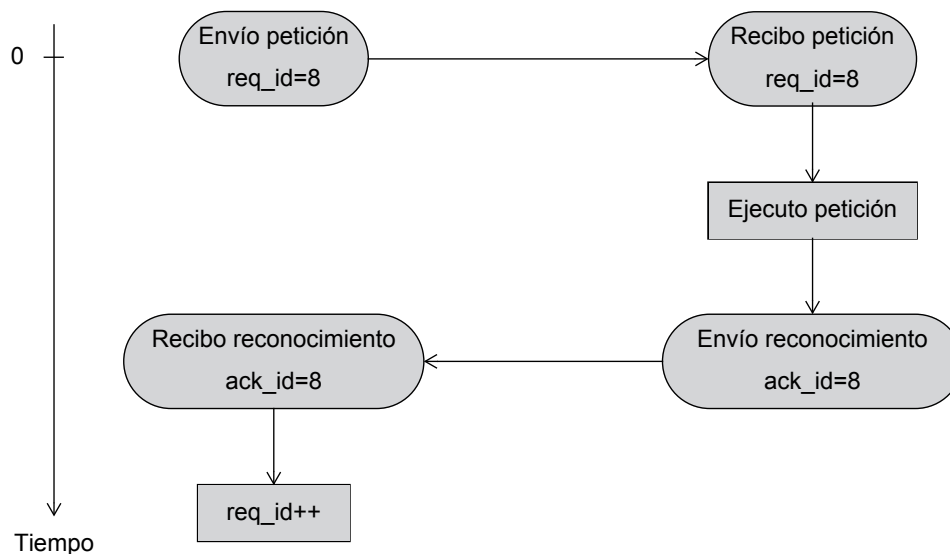 0
Envío petición
req_id=8
Recibo petición
req_id=8
Ejecuto petición
Recibo reconocimiento
ack_id=8
Envío reconocimiento
ack_id=8
req_id++
Tiempo